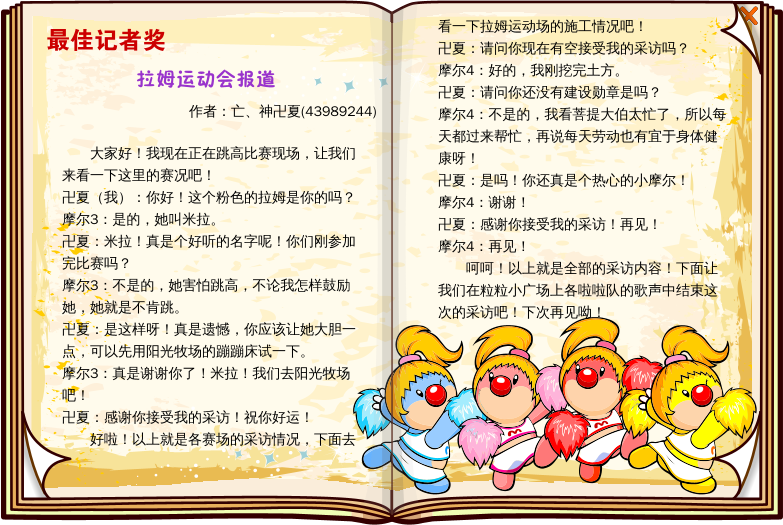 最佳记者奖
拉姆运动会报道
作者：亡、神卍夏(43989244)
大家好！我现在正在跳高比赛现场，让我们
来看一下这里的赛况吧！
卍夏（我）：你好！这个粉色的拉姆是你的吗？
摩尔3：是的，她叫米拉。
卍夏：米拉！真是个好听的名字呢！你们刚参加
完比赛吗？
摩尔3：不是的，她害怕跳高，不论我怎样鼓励
她，她就是不肯跳。
卍夏：是这样呀！真是遗憾，你应该让她大胆一
点，可以先用阳光牧场的蹦蹦床试一下。
摩尔3：真是谢谢你了！米拉！我们去阳光牧场
吧！
卍夏：感谢你接受我的采访！祝你好运！
好啦！以上就是各赛场的采访情况，下面去
看一下拉姆运动场的施工情况吧！
卍夏：请问你现在有空接受我的采访吗？
摩尔4：好的，我刚挖完土方。
卍夏：请问你还没有建设勋章是吗？
摩尔4：不是的，我看菩提大伯太忙了，所以每
天都过来帮忙，再说每天劳动也有宜于身体健
康呀！
卍夏：是吗！你还真是个热心的小摩尔！
摩尔4：谢谢！
卍夏：感谢你接受我的采访！再见！
摩尔4：再见！
呵呵！以上就是全部的采访内容！下面让
我们在粒粒小广场上各啦啦队的歌声中结束这
次的采访吧！下次再见呦！